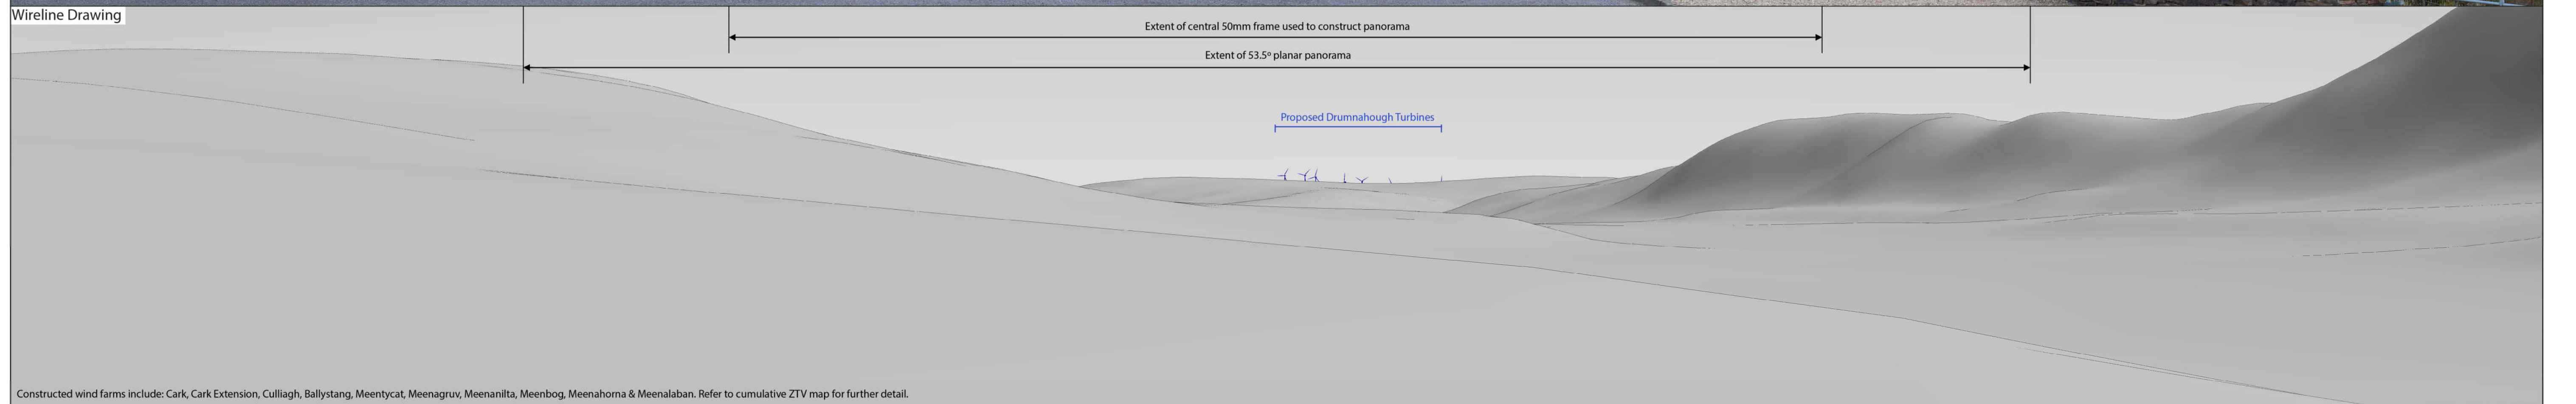 Wireline Drawing
Extent of central 50mm frame used to construct panorama
Extent of 53.5º planar panorama
Proposed Drumnahough Turbines
Constructed wind farms include: Cark, Cark Extension, Culliagh, Ballystang, Meentycat, Meenagruv, Meenanilta, Meenbog, Meenahorna & Meenalaban. Refer to cumulative ZTV map for further detail.